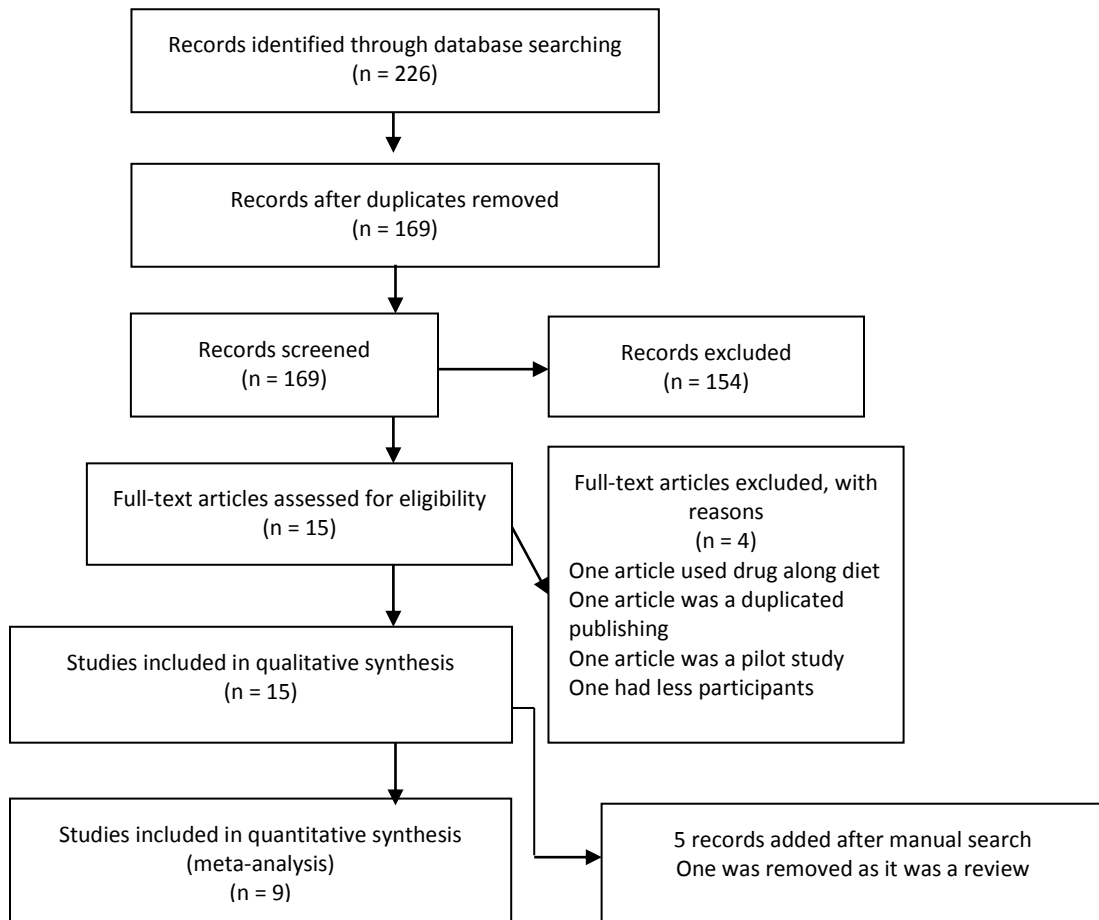 Records identified through database searching
(n = 226)
Records after duplicates removed
(n = 169)
Records screened
(n = 169)
Records excluded
(n = 154)
Full-text articles assessed for eligibility
(n = 15)
Full-text articles excluded, with
reasons
(n = 4)
One article used drug along diet
One article was a duplicated
publishing
One article was a pilot study
One had less participants
Studies included in qualitative synthesis
(n = 15)
Studies included in quantitative synthesis
(meta-analysis)
(n = 9)
5 records added after manual search
One was removed as it was a review